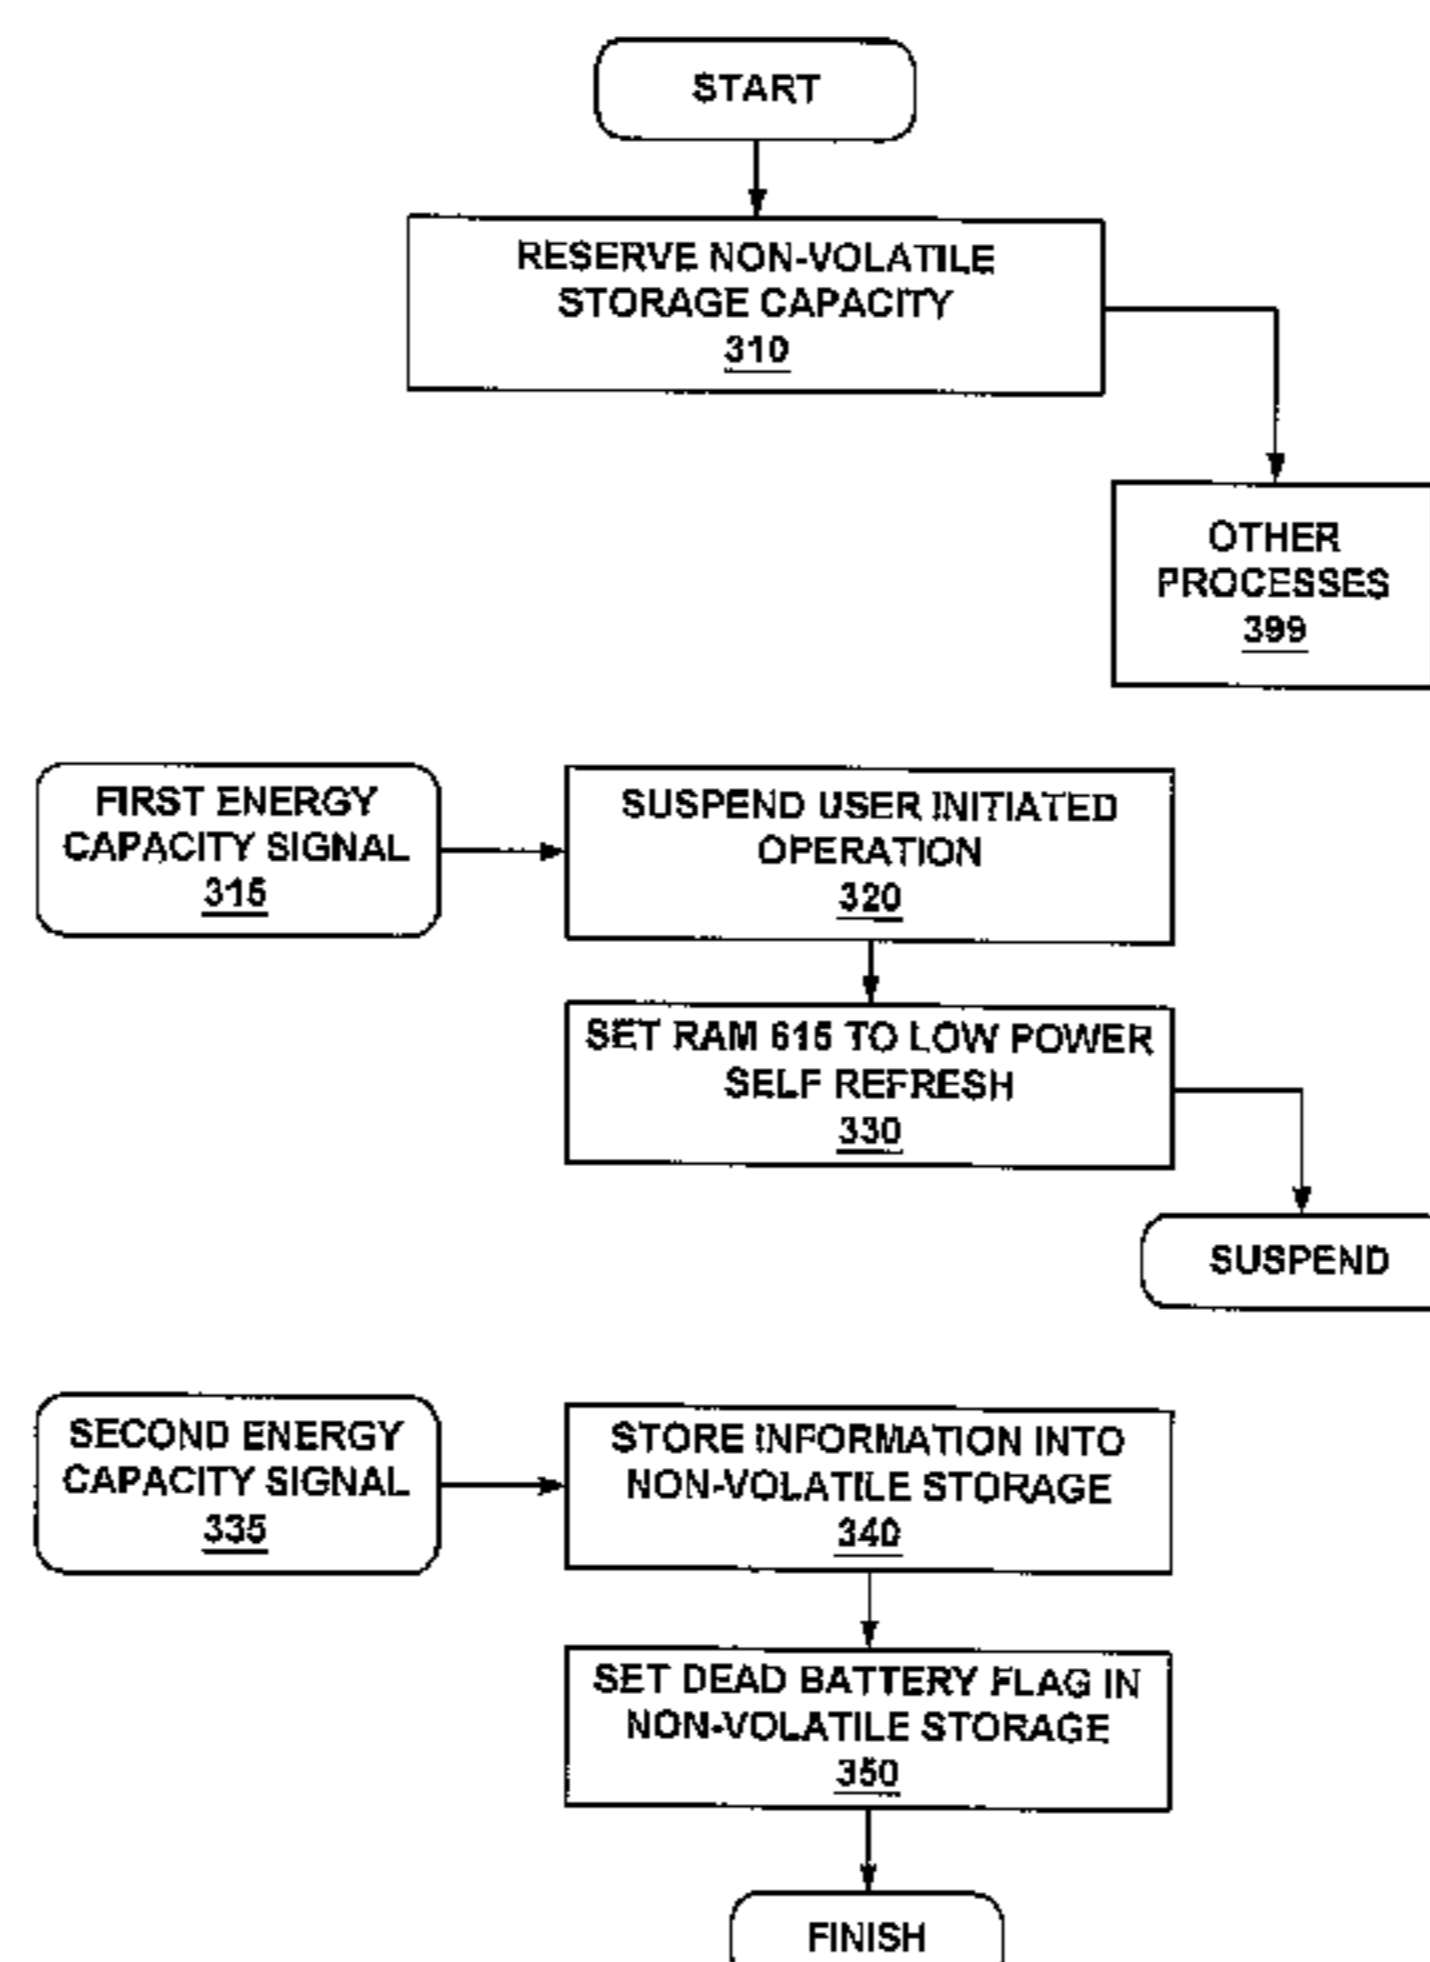 START
RESERVE NON-VOLATILE
STORAGE CAPACITY
310
OTHER
PROCESSES
399
FIRST ENERGY
CAPACITY SIGNAL
315
SUSPEND USER INITIATED
OPERATION
320
SET RAM 615 TO LOW POWER
SELF REFRESH
330
SUSPEND
SECOND ENERGY
CAPACITY SIGNAL
335
STORE INFORMATION INTO
NON-VOLATILE STORAGE
340
SET DEAD BATTERY FLAG IN
NON-VOLATILE STORAGE
350
FINISH